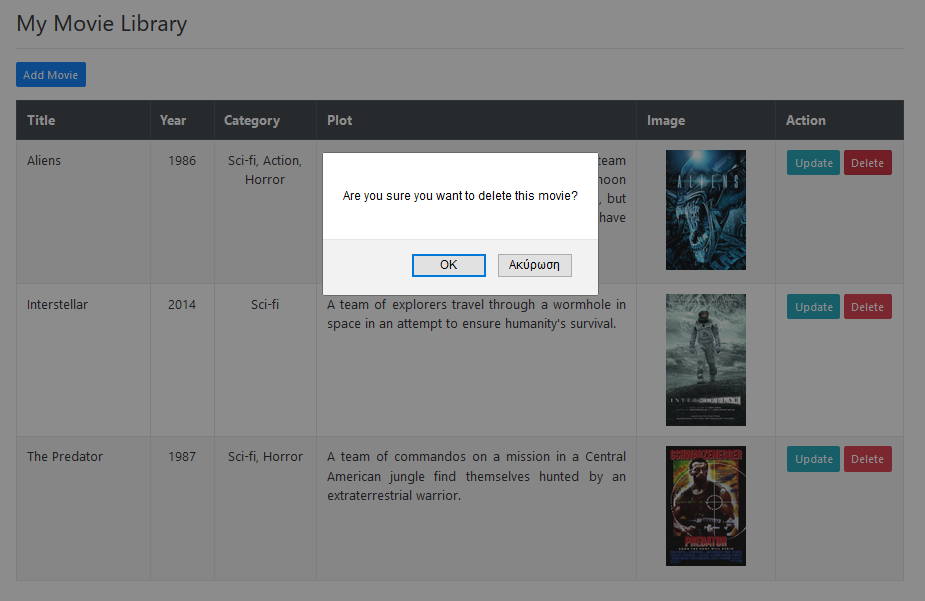 My Movie Library
Add Movie
Title Year Category Plot Image Action
Aliens 1986 Sci-fi, Action, team Update Delete
Horror moon
, but
have
ALIENS
Are you sure you want to delete this movie?
OK Ακύρωση
Interstellar 2014 Sci-fi A team of explorers travel through a wormhole in Update Delete
space in an attempt to ensure humanity's survival.
INTERSTELLAR
The Predator 1987 Sci-fi, Horror A team of commandos on a mission in a Central Update Delete
American jungle find themselves hunted by an
extraterrestrial warrior.
SCHWARZENEGGER
PREDATOR